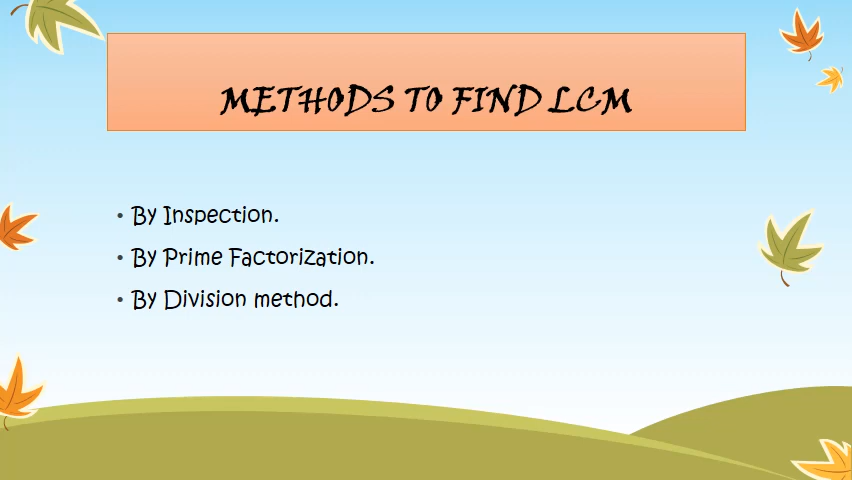 METHODS TO FIND LCM
• By Inspection.
• By Prime Factorization.
• By Division method.